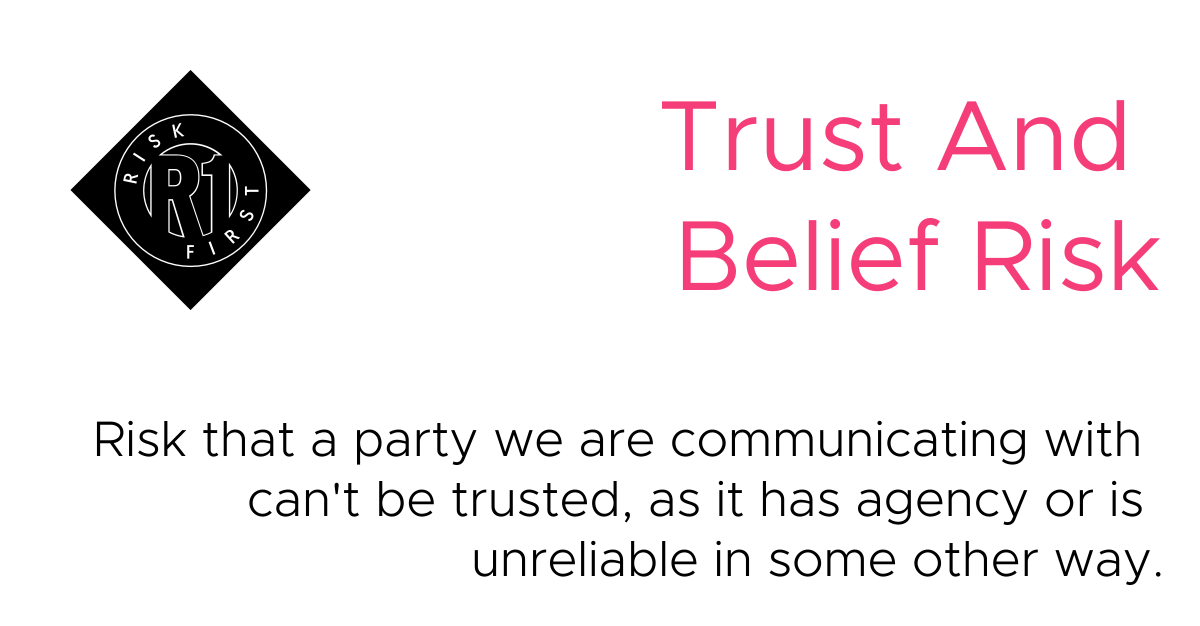 RISK
R1
FIRST
Trust And
Belief Risk
Risk that a party we are communicating with
can't be trusted, as it has agency or is
unreliable in some other way.